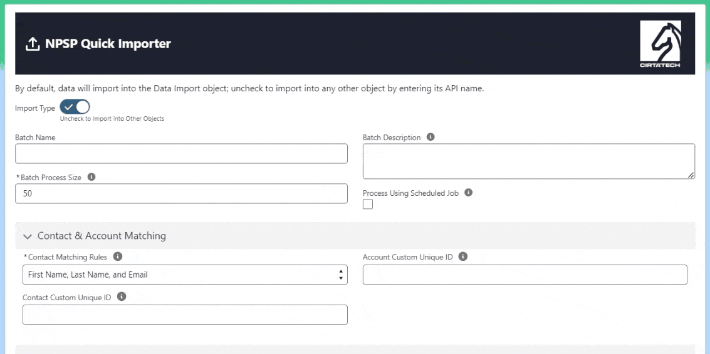 NPSP Quick Importer
CIRTATECH
By default, data will import into the Data Import object; uncheck to import into any other object by entering its API name.
Import Type
Uncheck to Import Into Other Objects
Batch Name
Batch Description
*Batch Process Size
50
Process Using Scheduled Job
Contact & Account Matching
*Contact Matching Rules
Account Custom Unique ID
First Name, Last Name, and Email
Contact Custom Unique ID